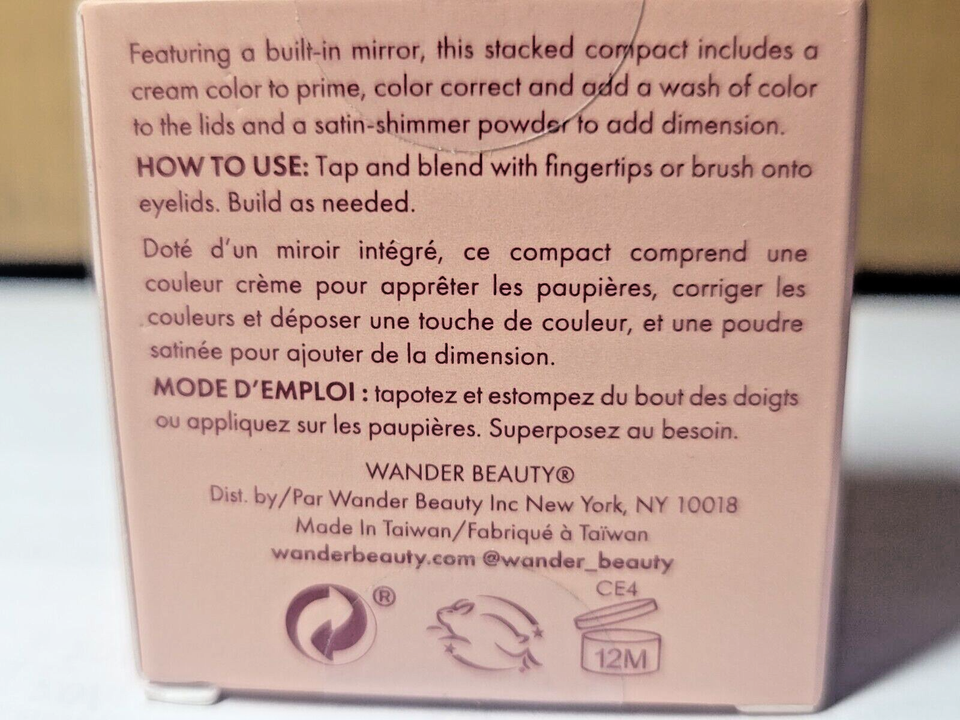 Featuring a built-in mirror, this stacked compact includes a
cream color to prime, color correct and add a wash of color
to the lids and a satin-shimmer powder to add dimension.
HOW TO USE: Tap and blend with fingertips or brush onto
eyelids. Build as needed.
Doté d'un miroir intégré, ce compact comprend une
couleur crème pour apprêter les paupières, corriger les
couleurs et déposer une touche de couleur, et une poudre
satinée pour ajouter de la dimension.
MODE D'EMPLOI : tapotez et estompez du bout des doigts
ou appliquez sur les paupières. Superposez au besoin.
WANDER BEAUTY®
Dist. by/Par Wander Beauty Inc New York, NY 10018
Made In Taiwan/Fabriqué à Taïwan
wanderbeauty.com @wander_beauty
®
CE4
12M